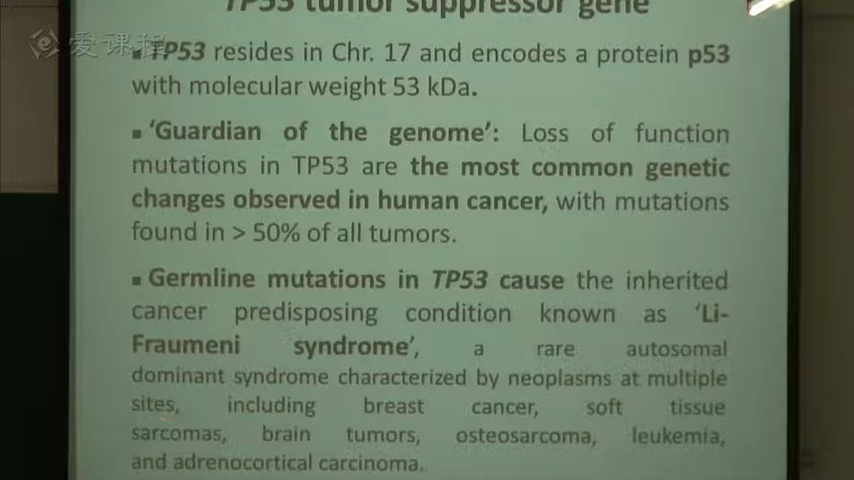 TP53 tumor suppressor gene
爱课程
▪ TP53 resides in Chr. 17 and encodes a protein p53
with molecular weight 53 kDa.
▪ ‘Guardian of the genome’: Loss of function
mutations in TP53 are the most common genetic
changes observed in human cancer, with mutations
found in > 50% of all tumors.
▪ Germline mutations in TP53 cause the inherited
cancer predisposing condition known as ‘Li-
Fraumeni syndrome’, a rare autosomal
dominant syndrome characterized by neoplasms at multiple
sites, including breast cancer, soft tissue
sarcomas, brain tumors, osteosarcoma, leukemia,
and adrenocortical carcinoma.